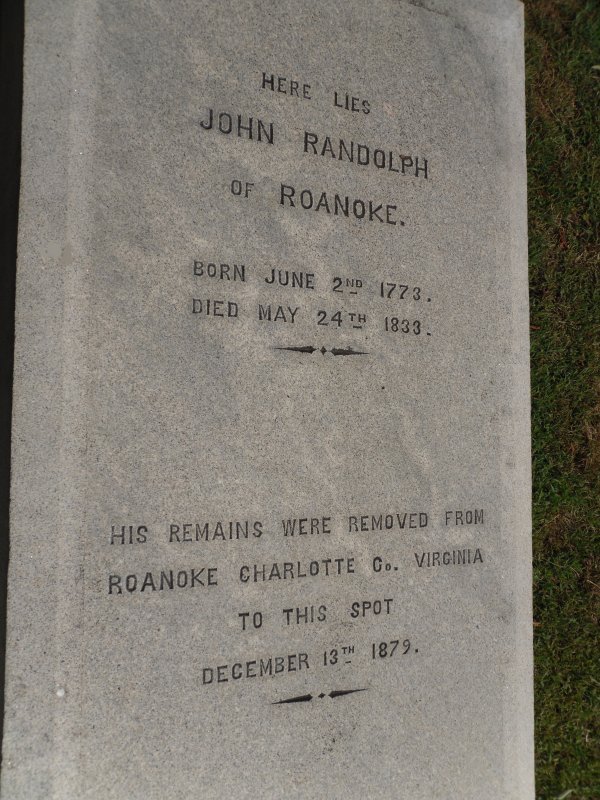 HERE LIES
JOHN RANDOLPH
OF ROANOKE.
BORN JUNE 2ND 1773.
DIED MAY 24TH 1833.
HIS REMAINS WERE REMOVED FROM
ROANOKE CHARLOTTE CO. VIRGINIA
TO THIS SPOT
DECEMBER 13TH 1879.